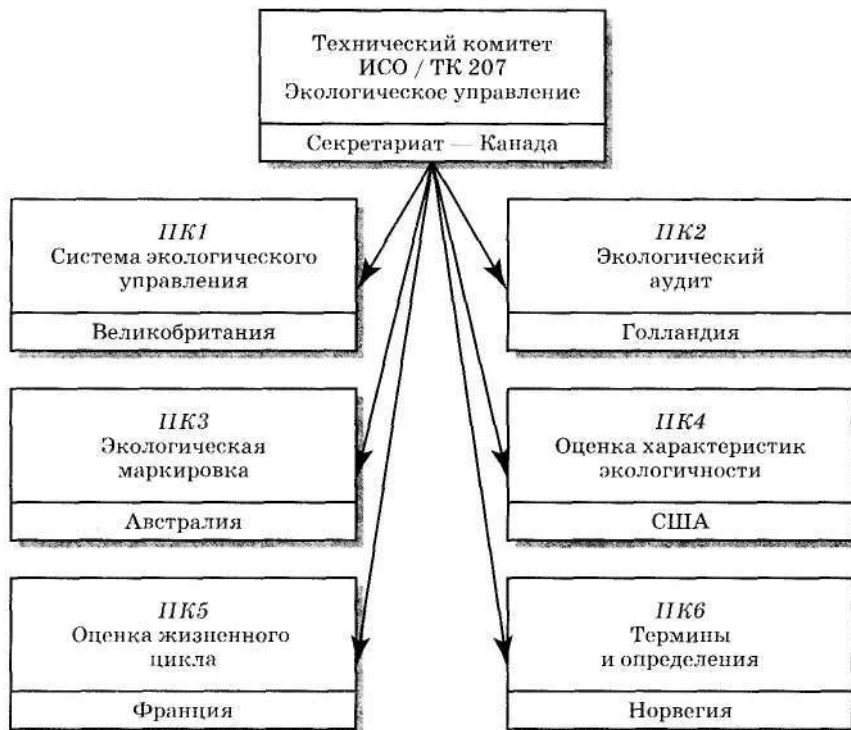 Технический комитет
ИСО / ТК 207
Экологическое управление
Секретариат — Канада
ПК1
Система экологического
управления
Великобритания
ПК2
Экологический
аудит
Голландия
ПК3
Экологическая
маркировка
Австралия
ПК4
Оценка характеристик
экологичности
США
ПК5
Оценка жизненного
цикла
Франция
ПК6
Термины
и определения
Норвегия